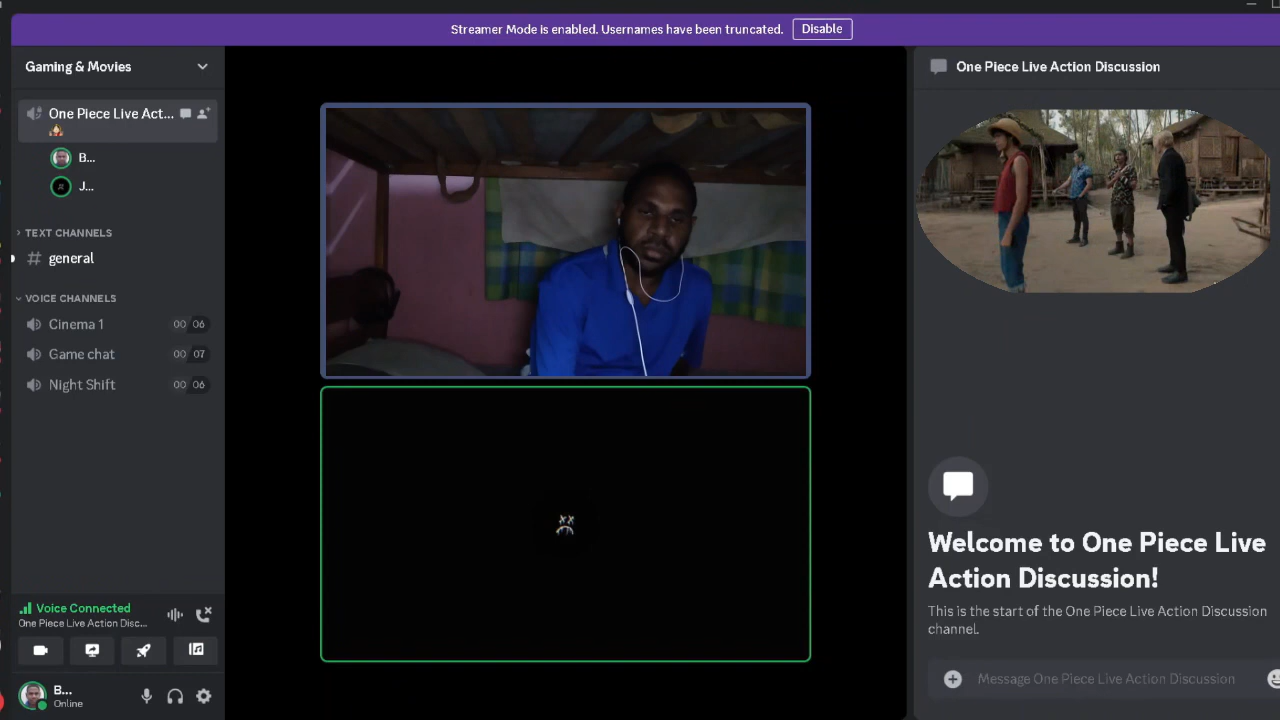 Streamer Mode is enabled. Usernames have been truncated. Disable
Gaming & Movies
One Piece Live Act...
B...
J...
TEXT CHANNELS
general
VOICE CHANNELS
Cinema 1 00 06
Game chat 00 07
Night Shift 00 06
Voice Connected
One Piece Live Action Disc...
B...
Online
One Piece Live Action Discussion
Welcome to One Piece Live
Action Discussion!
This is the start of the One Piece Live Action Discussion
channel.
Message One Piece Live Action Discussion